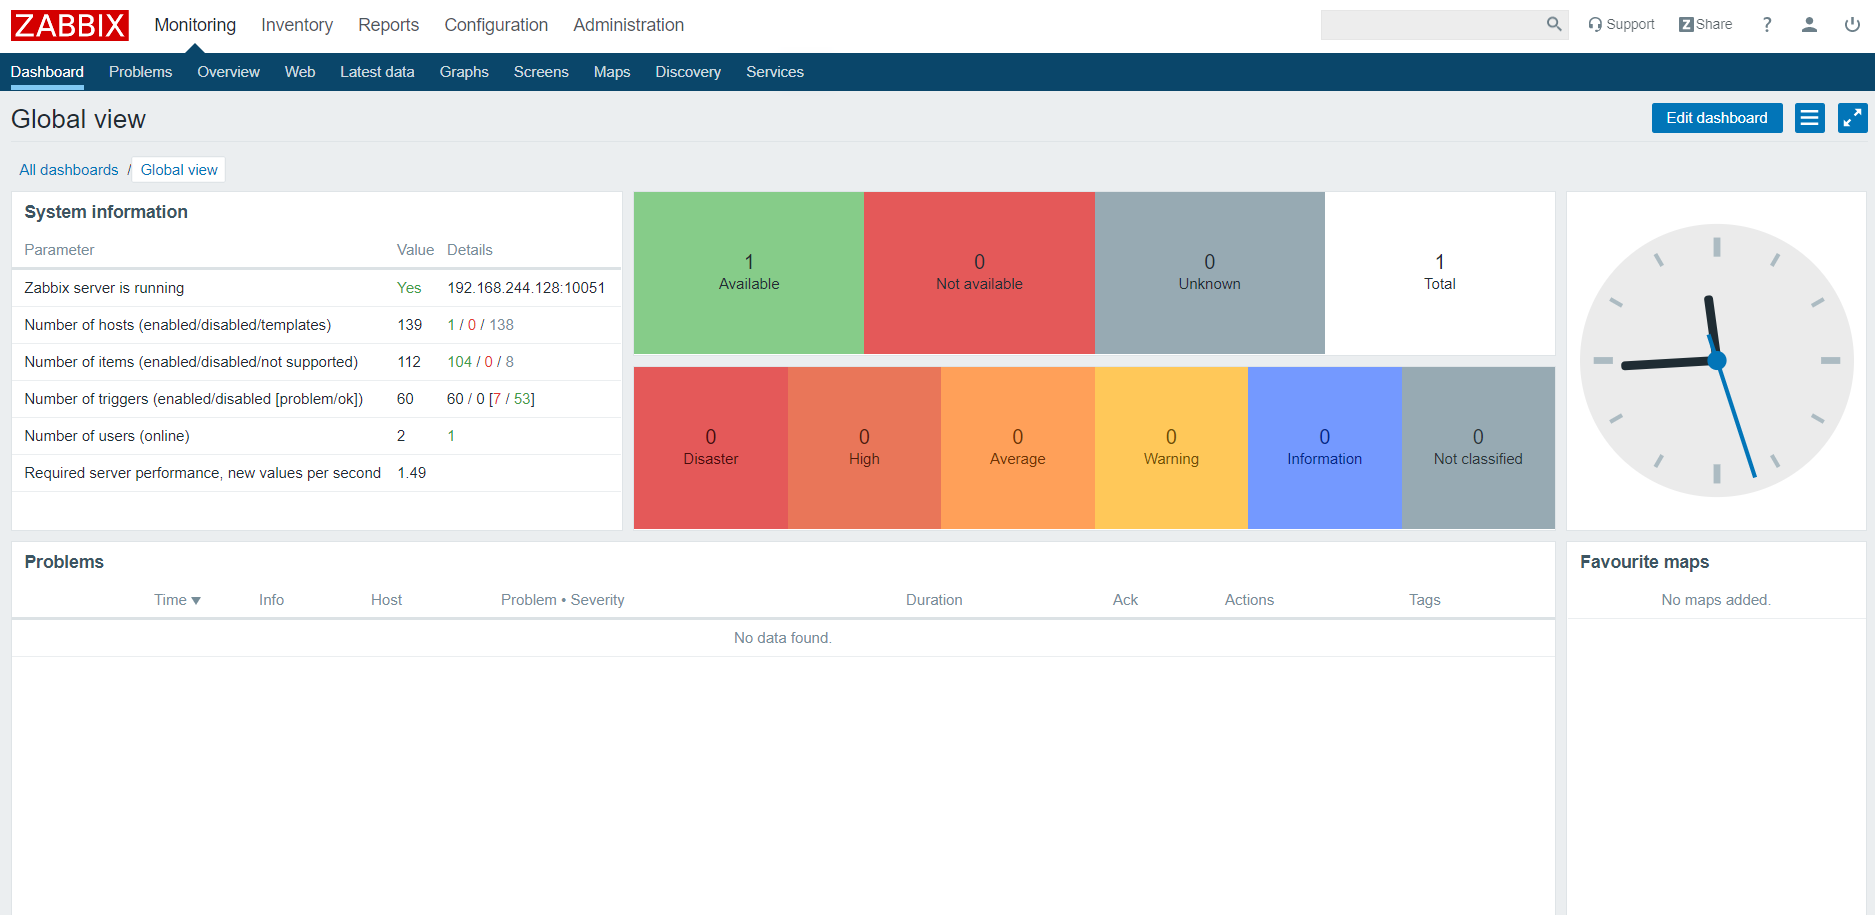 ZABBIX Monitoring Inventory Reports Configuration Administration Support Z Share ?
Dashboard Problems Overview Web Latest data Graphs Screens Maps Discovery Services
Global view Edit dashboard
All dashboards / Global view
System information
Parameter Value Details
Zabbix server is running Yes 192.168.244.128:10051
Number of hosts (enabled/disabled/templates) 139 1 / 0 / 138
Number of items (enabled/disabled/not supported) 112 104 / 0 / 8
Number of triggers (enabled/disabled [problem/ok]) 60 60 / 0 [7 / 53]
Number of users (online) 2 1
Required server performance, new values per second 1.49
1 0 0 1
Available Not available Unknown Total
0 0 0 0 0 0
Disaster High Average Warning Information Not classified
Problems
Time ▼ Info Host Problem • Severity Duration Ack Actions Tags
No data found.
Favourite maps
No maps added.